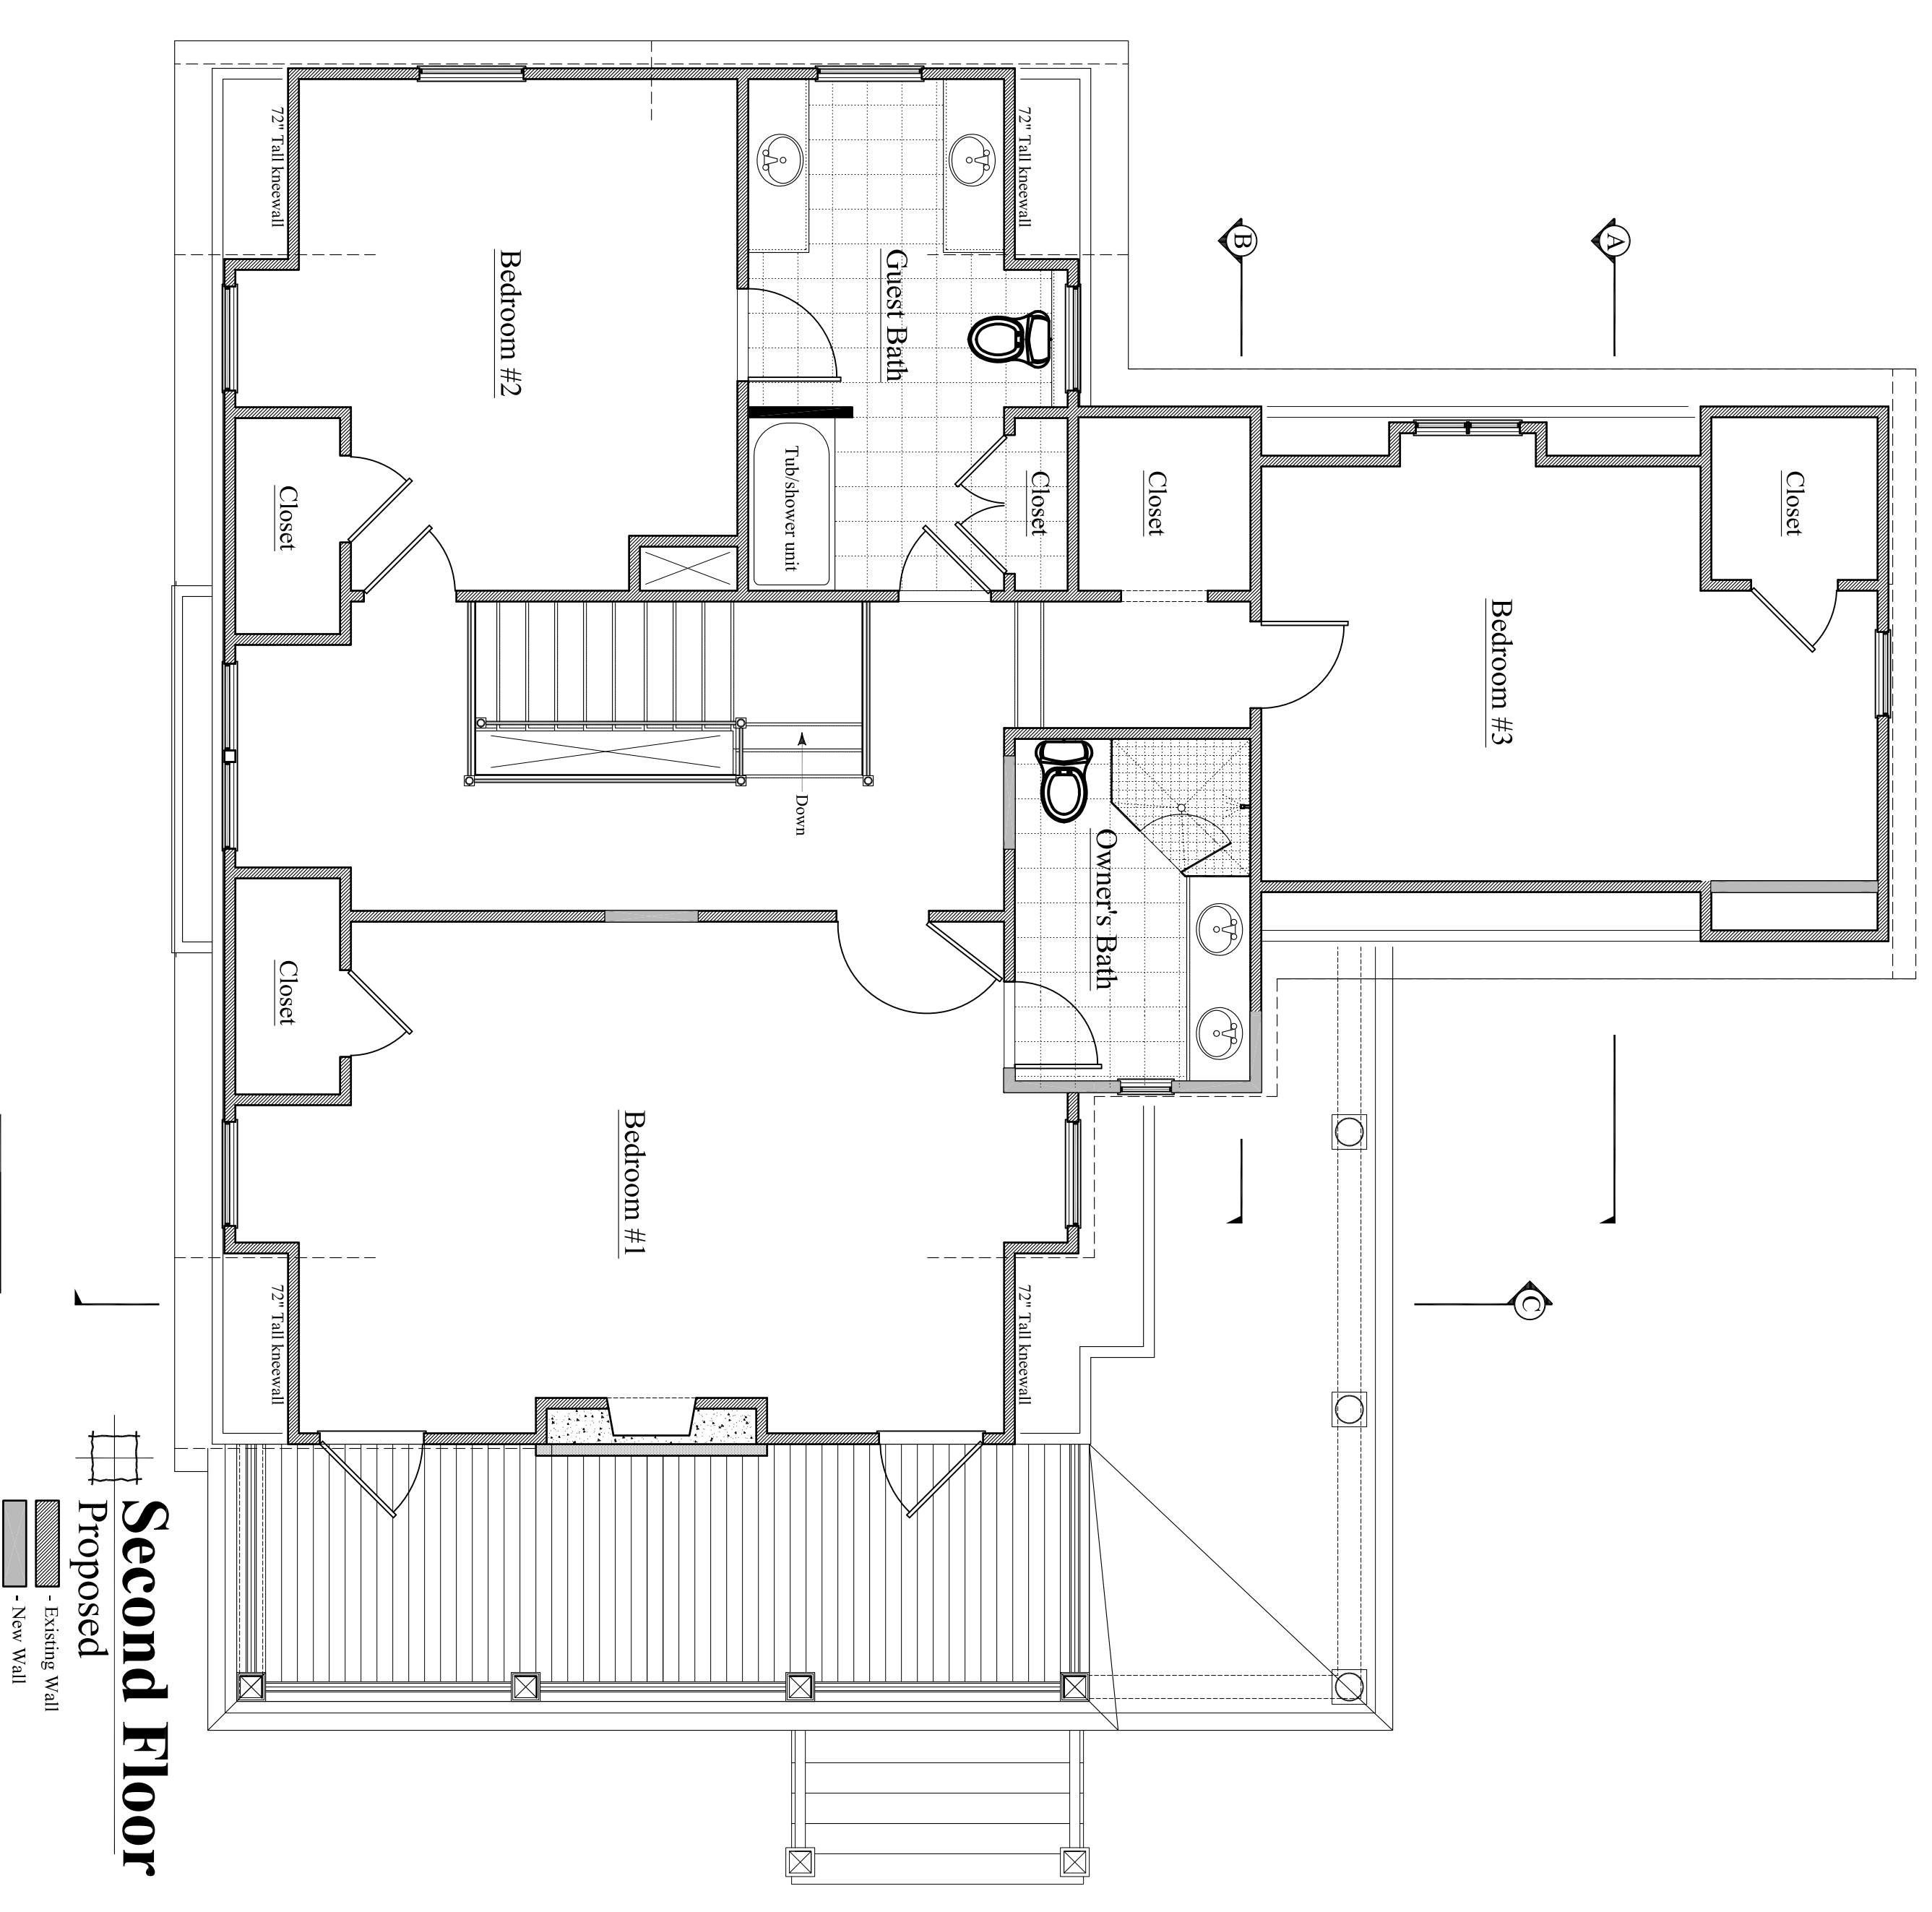 Closet
A
C
Bedroom #3
B
Closet
Owner's Bath
Closet
72" Tall kneewall
72" Tall kneewall
Guest Bath
Down
Tub/shower unit
Bedroom #1
Bedroom #2
Closet
Closet
72" Tall kneewall
72" Tall kneewall
Second Floor
Proposed
- Existing Wall
- New Wall